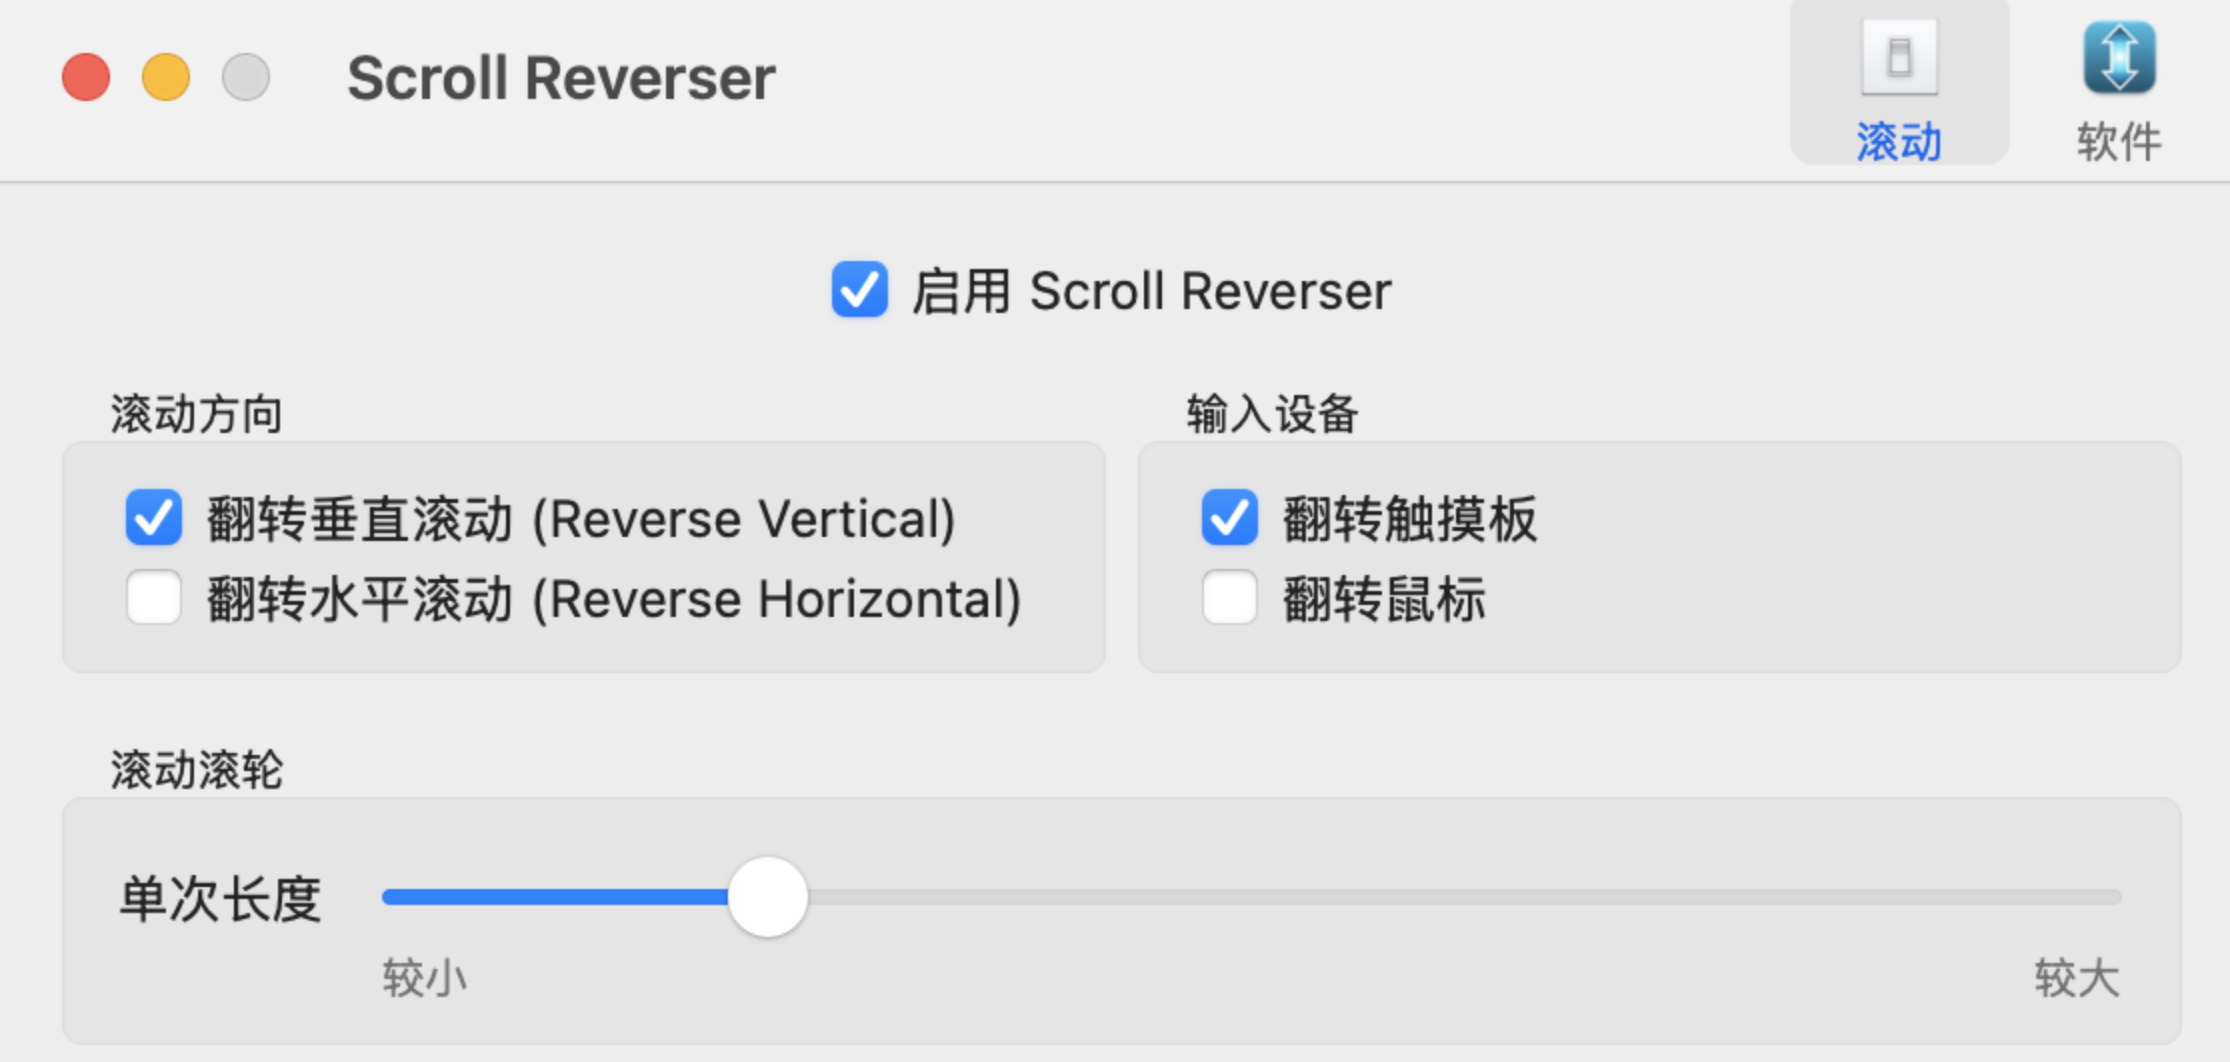 Scroll Reverser
滚动
软件
启用 Scroll Reverser
滚动方向
翻转垂直滚动 (Reverse Vertical)
翻转水平滚动 (Reverse Horizontal)
输入设备
翻转触摸板
翻转鼠标
滚动滚轮
单次长度
较小
较大